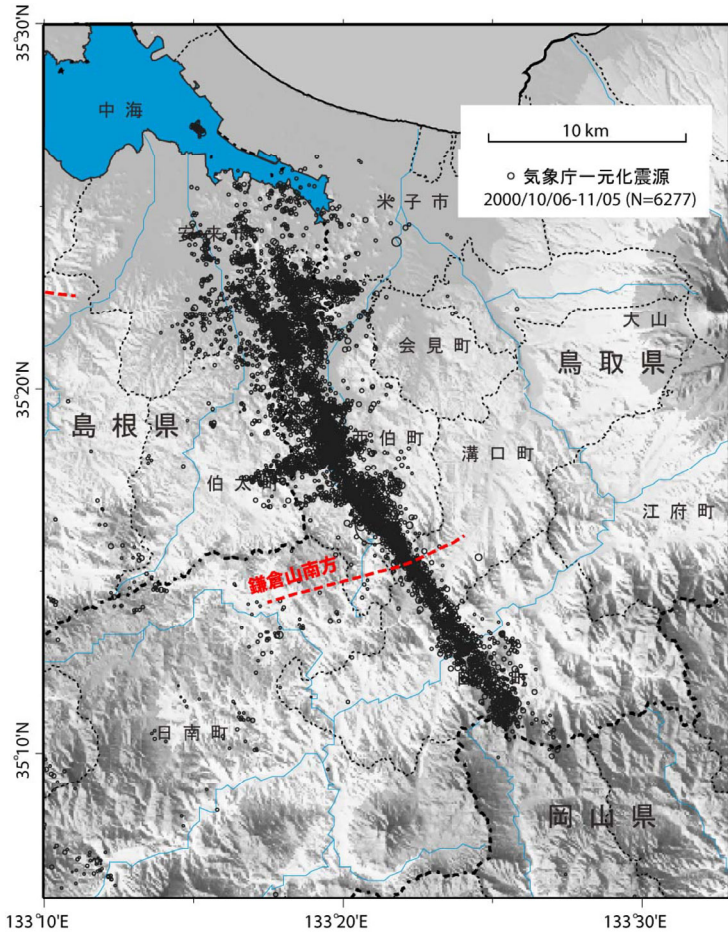 35°30'N
中海
10 km
気象庁一元化震源
2000/10/06-11/05 (N=6277)
米子市
安来
大山
会見町
鳥取県
35°20'N
島根県
西伯町
溝口町
伯太町
江府町
鎌倉山南方
町
日南町
35°10'N
岡山県
133°10'E
133°20'E
133°30'E